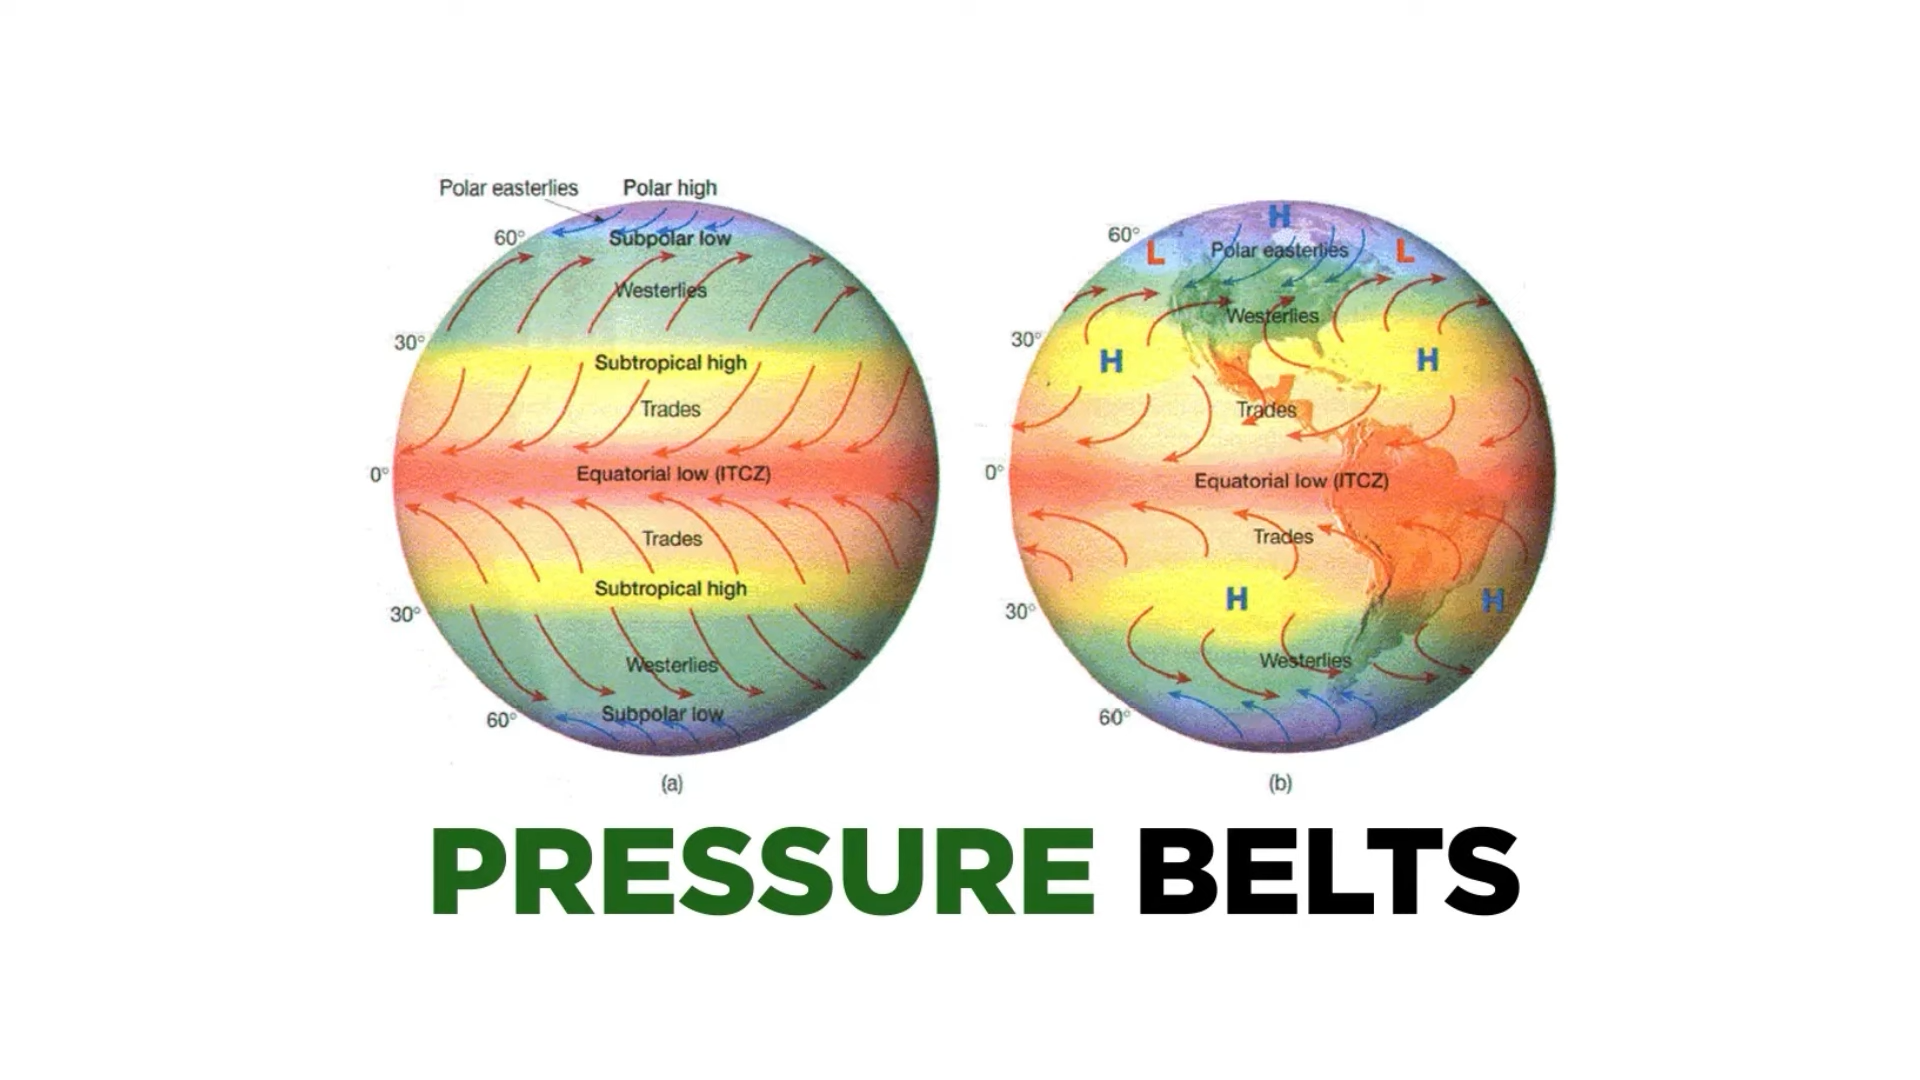 Polar easterlies Polar high
60°
Subpolar low
Westerlies
30°
Subtropical high
Trades
0°
Equatorial low (ITCZ)
Trades
Subtropical high
30°
Westerlies
60°
Subpolar low
(a)
H
60°
L
Polar easterlies
L
Westerlies
30°
H
H
Trades
0°
Equatorial low (ITCZ)
Trades
H
H
30°
Westerlies
60°
(b)
PRESSURE BELTS